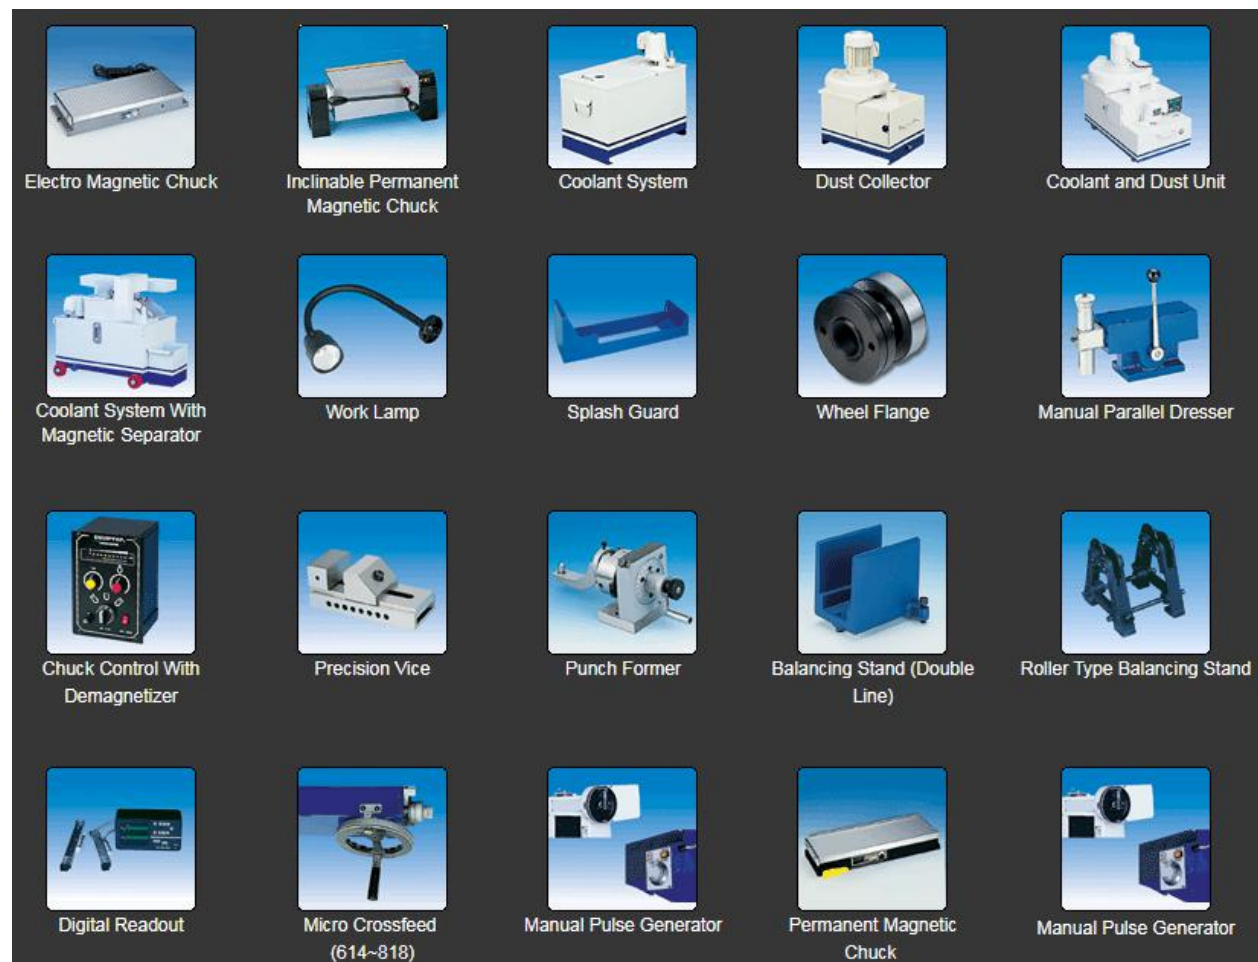 Electro Magnetic Chuck
Inclinable Permanent
Magnetic Chuck
Coolant System
Dust Collector
Coolant and Dust Unit
Coolant System With
Magnetic Separator
Work Lamp
Splash Guard
Wheel Flange
Manual Parallel Dresser
Chuck Control With
Demagnetizer
Precision Vice
Punch Former
Balancing Stand (Double
Line)
Roller Type Balancing Stand
Digital Readout
Micro Crossfeed
(614~818)
Manual Pulse Generator
Permanent Magnetic
Chuck
Manual Pulse Generator